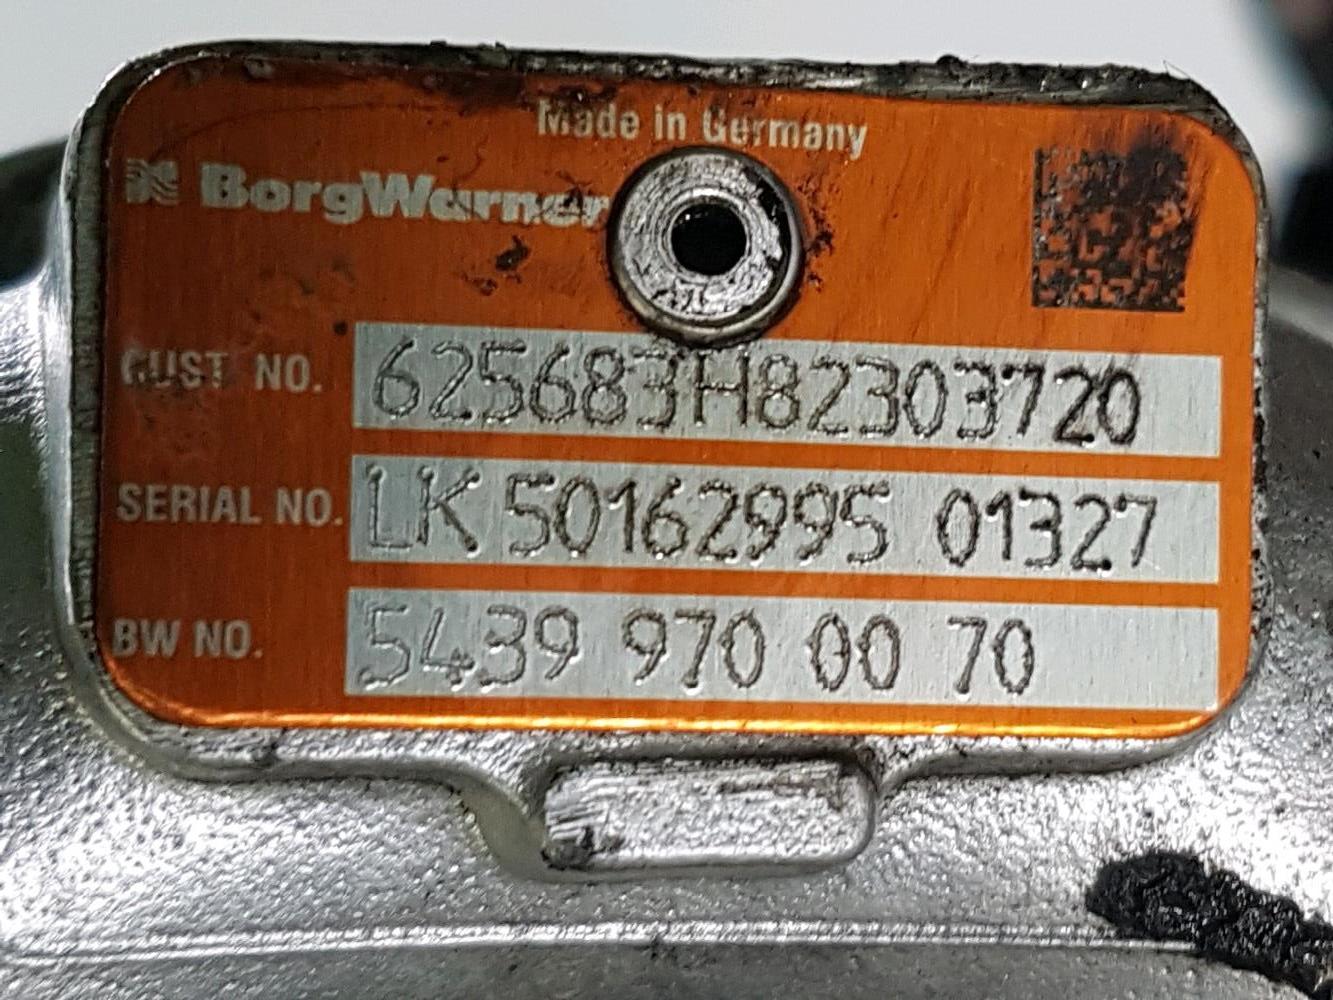 Made in Germany
BorgWarner
CUST NO. 625683H82303720
SERIAL NO. LK 50162995 01327
BW NO. 5439 970 00 70